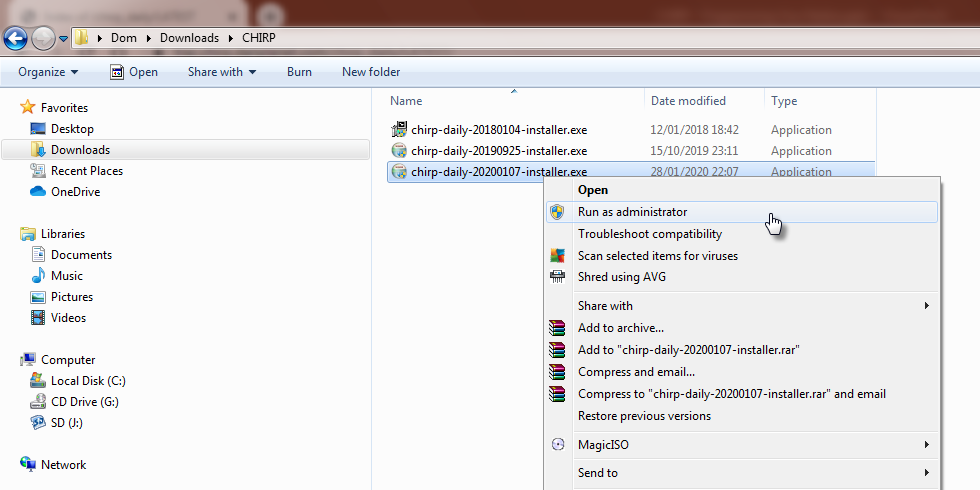 Dom Downloads CHIRP
Organize Open Share with Burn New folder
Favorites
Desktop
Downloads
Recent Places
OneDrive
Libraries
Documents
Music
Pictures
Videos
Computer
Local Disk (C:)
CD Drive (G:)
SD (J:)
Network
Name Date modified Type
chirp-daily-20180104-installer.exe 12/01/2018 18:42 Application
chirp-daily-20190925-installer.exe 15/10/2019 23:11 Application
chirp-daily-20200107-installer.exe 28/01/2020 22:07 Application
Open
Run as administrator
Troubleshoot compatibility
Scan selected items for viruses
Shred using AVG
Share with
Add to archive...
Add to "chirp-daily-20200107-installer.rar"
Compress and email...
Compress to "chirp-daily-20200107-installer.rar" and email
Restore previous versions
MagicISO
Send to